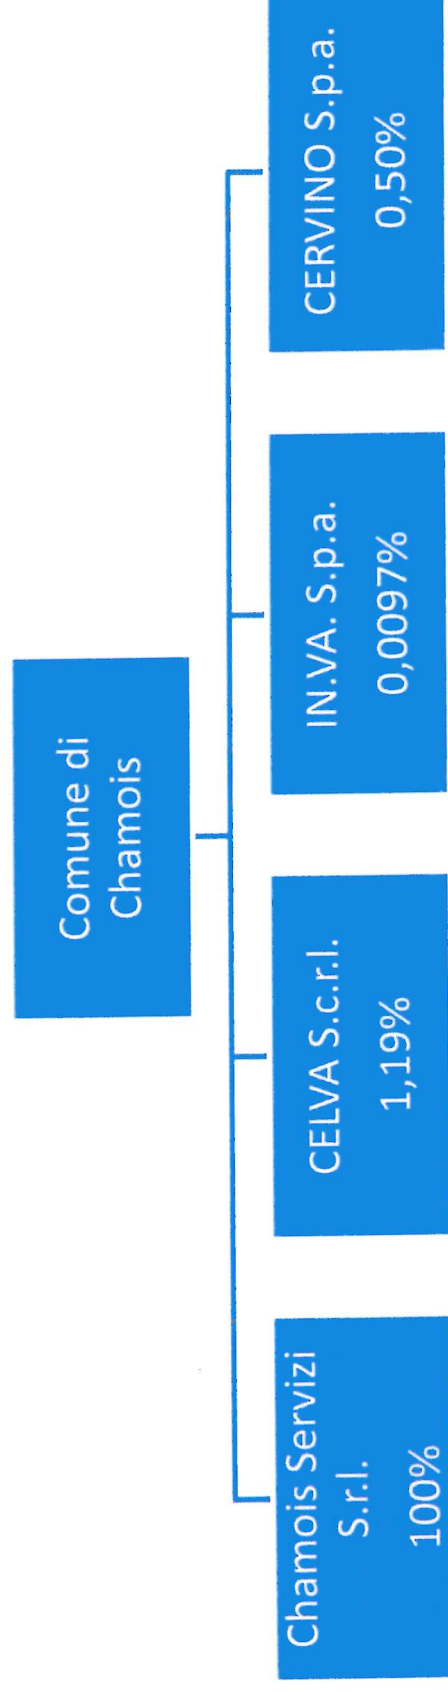 Comune di
Chamois
Chamois Servizi
S.r.l.
100%
CELVA S.c.r.l.
1,19%
IN.VA. S.p.a.
0,0097%
CERVINO S.p.a.
0,50%